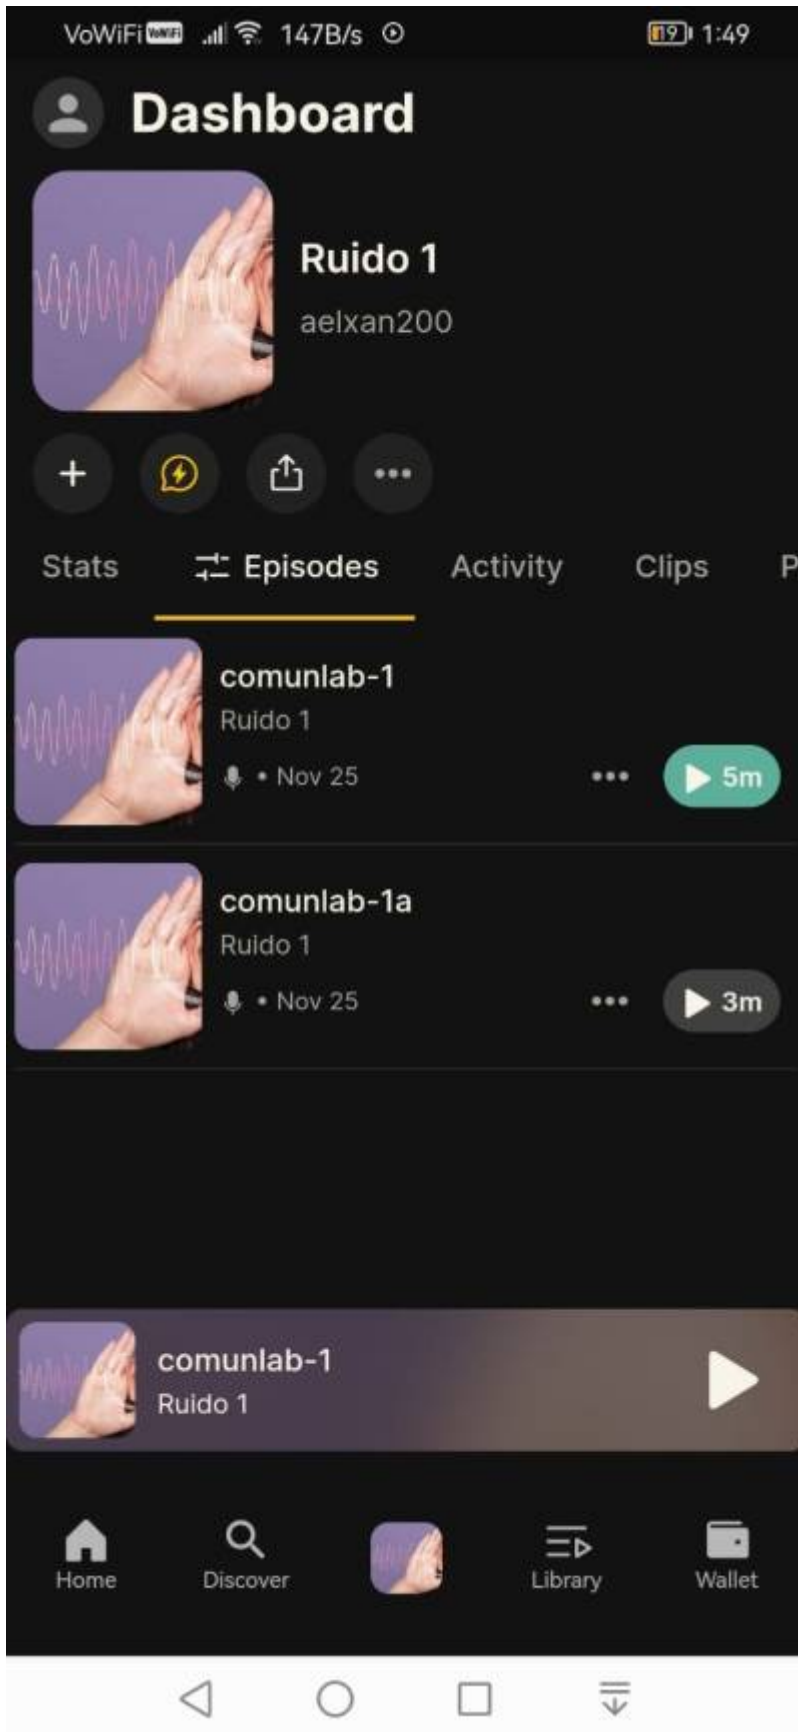 VoWiFi VoWiFi 147B/s 19 1:49
Dashboard
Ruido 1
aelxan200
Stats Episodes Activity Clips P
comunlab-1
Ruido 1
• Nov 25
5m
comunlab-1a
Ruido 1
• Nov 25
3m
comunlab-1
Ruido 1
Home Discover Library Wallet